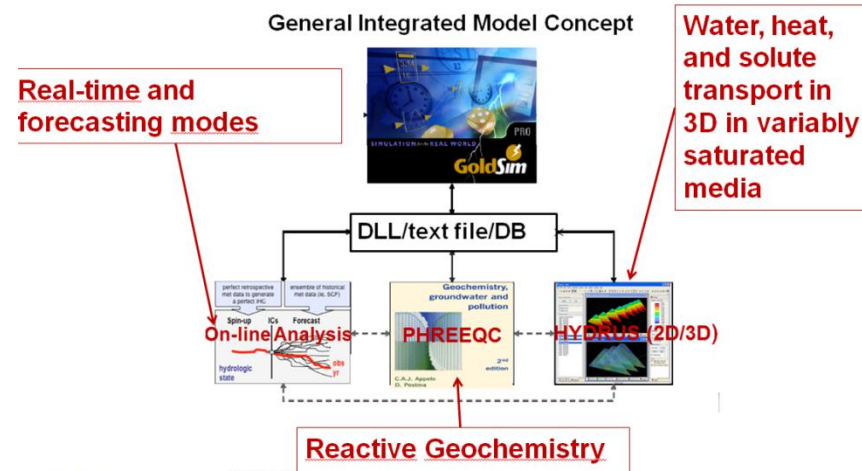 General Integrated Model Concept
Real-time and
forecasting modes
Water, heat,
and solute
transport in
3D in variably
saturated
media
PRO
SIMULATION for the REAL WORLD
GoldSim
DLL/text file/DB
perfect retrospective
met data to generate
a perfect IHC
ensemble of historical
met data (ie, SCF)
Spin-up ICs Forecast
On-line Analysis
obs
yr
hydrologic
state
Geochemistry,
groundwater and
pollution
PHREEQC
2nd
edition
C.A.J. Appelo
D. Postma
HYDRUS (2D/3D)
Reactive Geochemistry